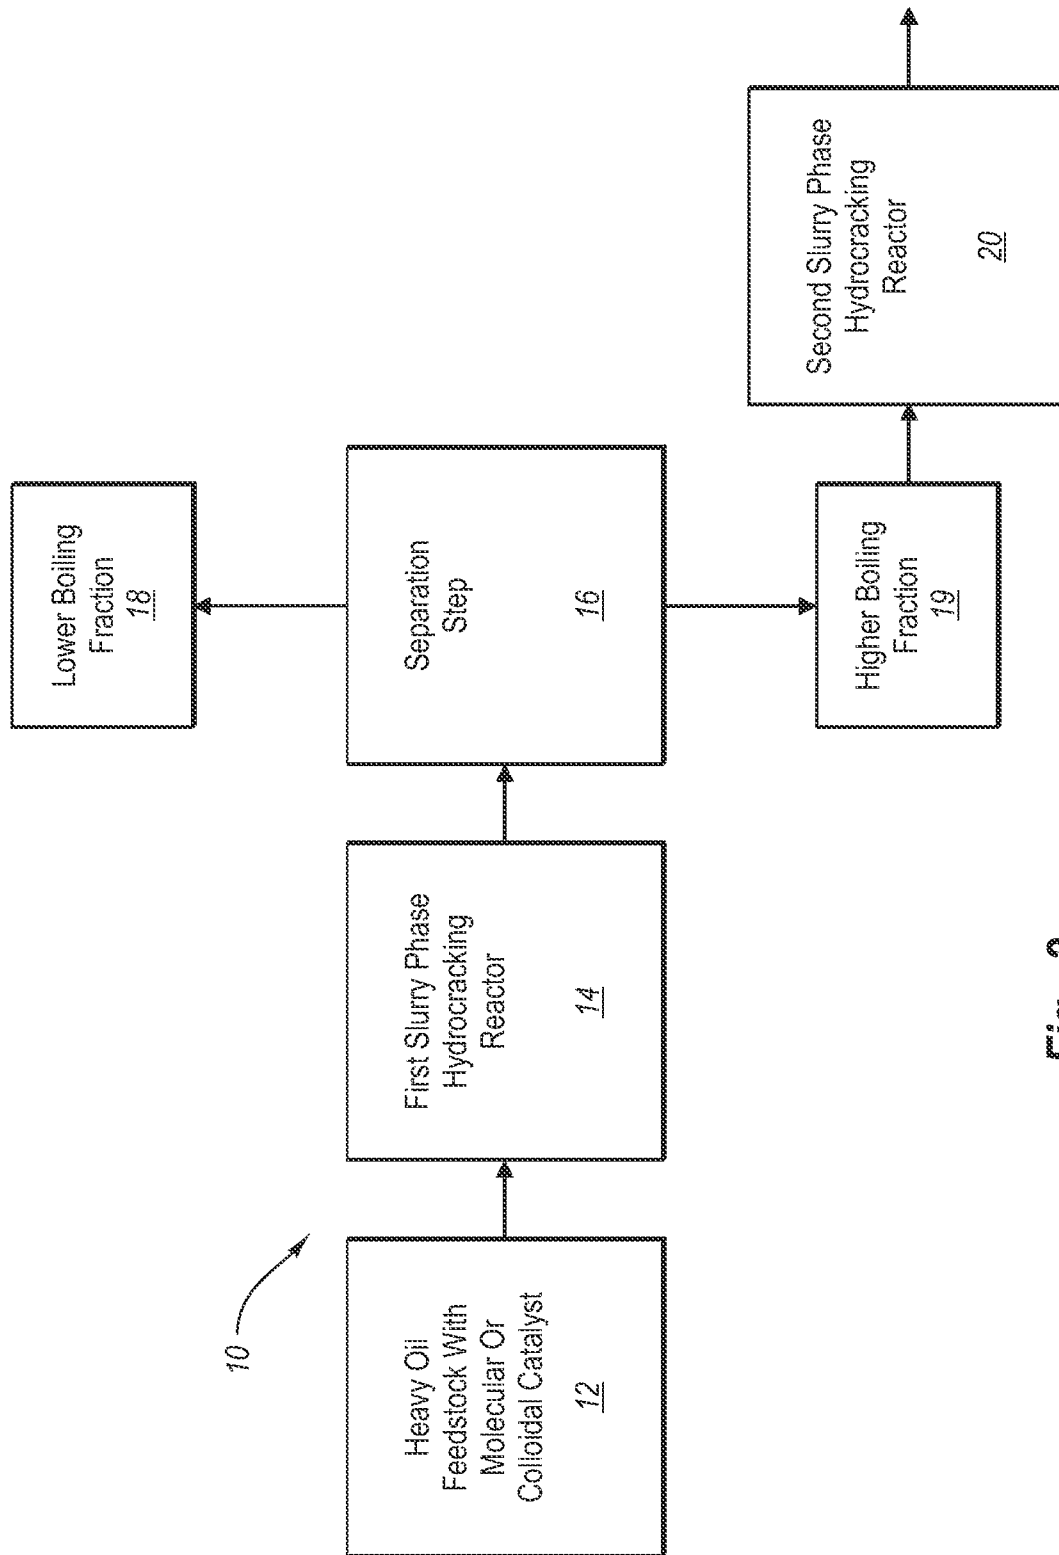 10
Heavy Oil
Feedstock With
Molecular Or
Colloidal Catalyst
12
First Slurry Phase
Hydrocracking
Reactor
14
Separation
Step
16
Lower Boiling
Fraction
18
Higher Boiling
Fraction
19
Second Slurry Phase
Hydrocracking
Reactor
20